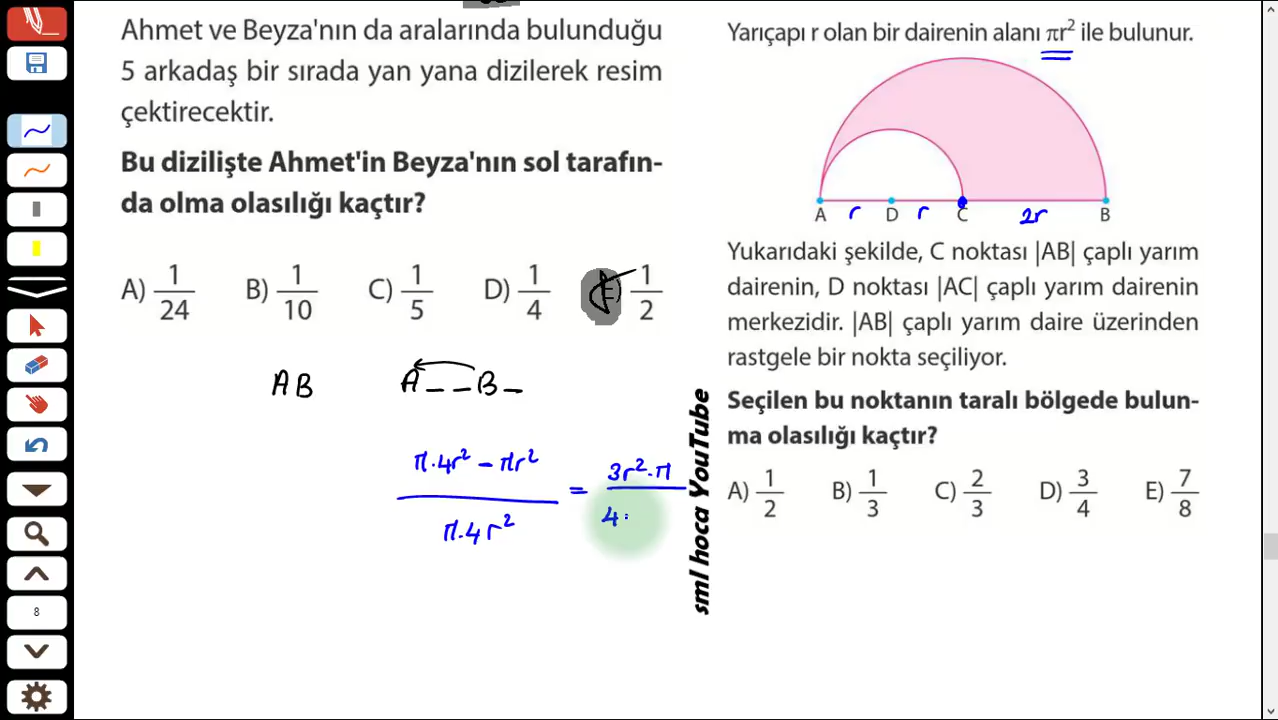 Ahmet ve Beyza'nın da aralarında bulunduğu
5 arkadaş bir sırada yan yana dizilerek resim
çektirecektir.
Bu dizilişte Ahmet'in Beyza'nın sol tarafın-
da olma olasılığı kaçtır?
A) 1/24 B) 1/10 C) 1/5 D) 1/4 E) 1/2
A B A _ _ B _
π·4r² − πr² / π·4r² = 3r²·π / 4·
sml hoca YouTube
Yarıçapı r olan bir dairenin alanı πr² ile bulunur.
A r D r C 2r B
Yukarıdaki şekilde, C noktası |AB| çaplı yarım
dairenin, D noktası |AC| çaplı yarım dairenin
merkezidir. |AB| çaplı yarım daire üzerinden
rastgele bir nokta seçiliyor.
Seçilen bu noktanın taralı bölgede bulun-
ma olasılığı kaçtır?
A) 1/2 B) 1/3 C) 2/3 D) 3/4 E) 7/8
8